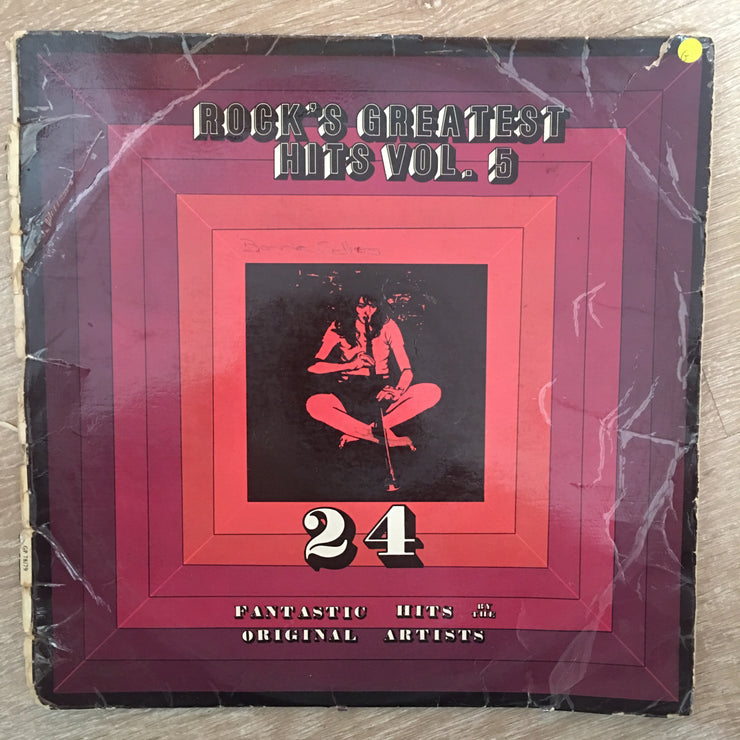 ROCK'S GREATEST
HITS VOL. 5
24
FANTASTIC HITS BY THE
ORIGINAL ARTISTS